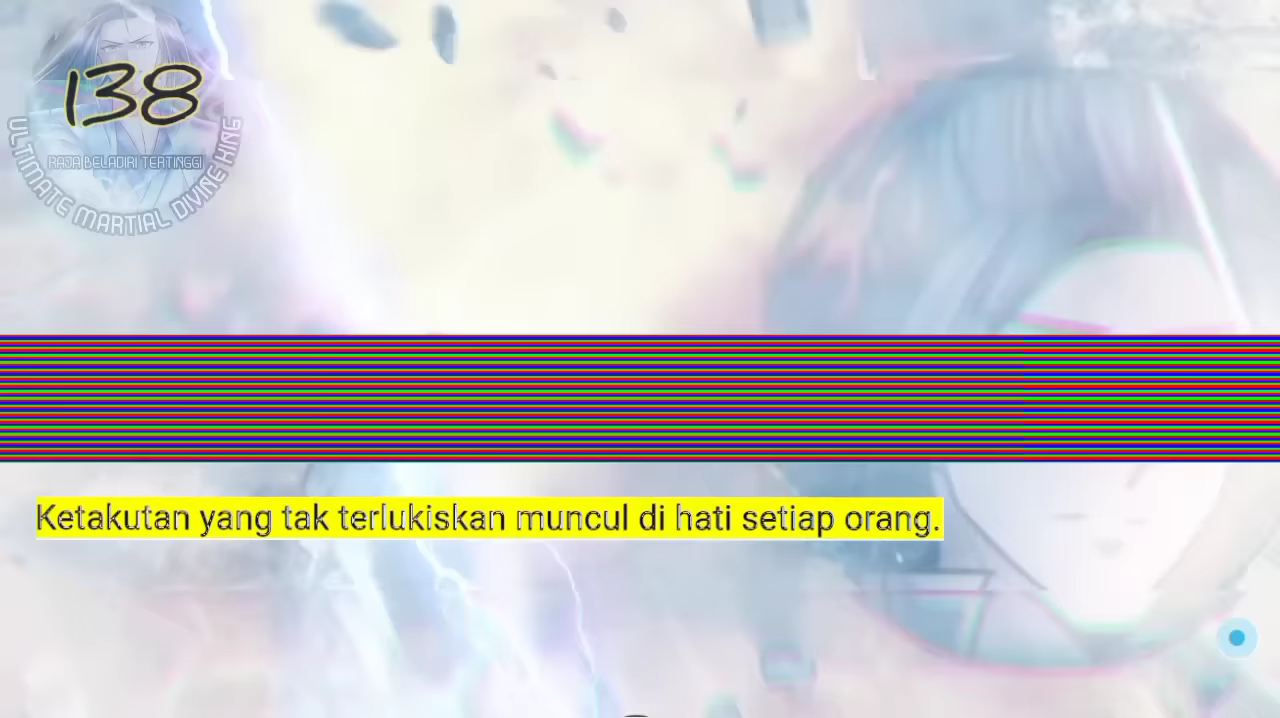 138
RAJA BELADIRI TERTINGGI
ULTIMATE MARTIAL DIVINE KING
Ketakutan yang tak terlukiskan muncul di hati setiap orang.